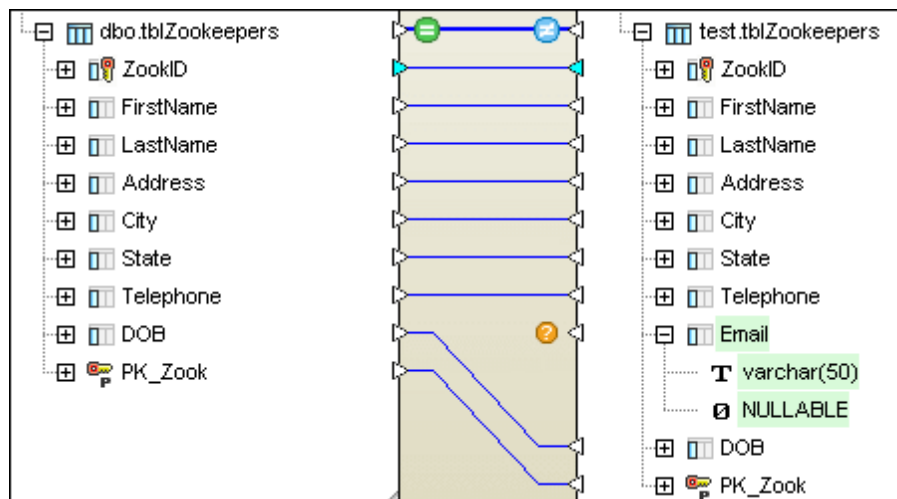 dbo.tblZookeepers
ZookID
FirstName
LastName
Address
City
State
Telephone
DOB
PK_Zook
= ≠
?
test.tblZookeepers
ZookID
FirstName
LastName
Address
City
State
Telephone
Email
T varchar(50)
Ø NULLABLE
DOB
P PK_Zook